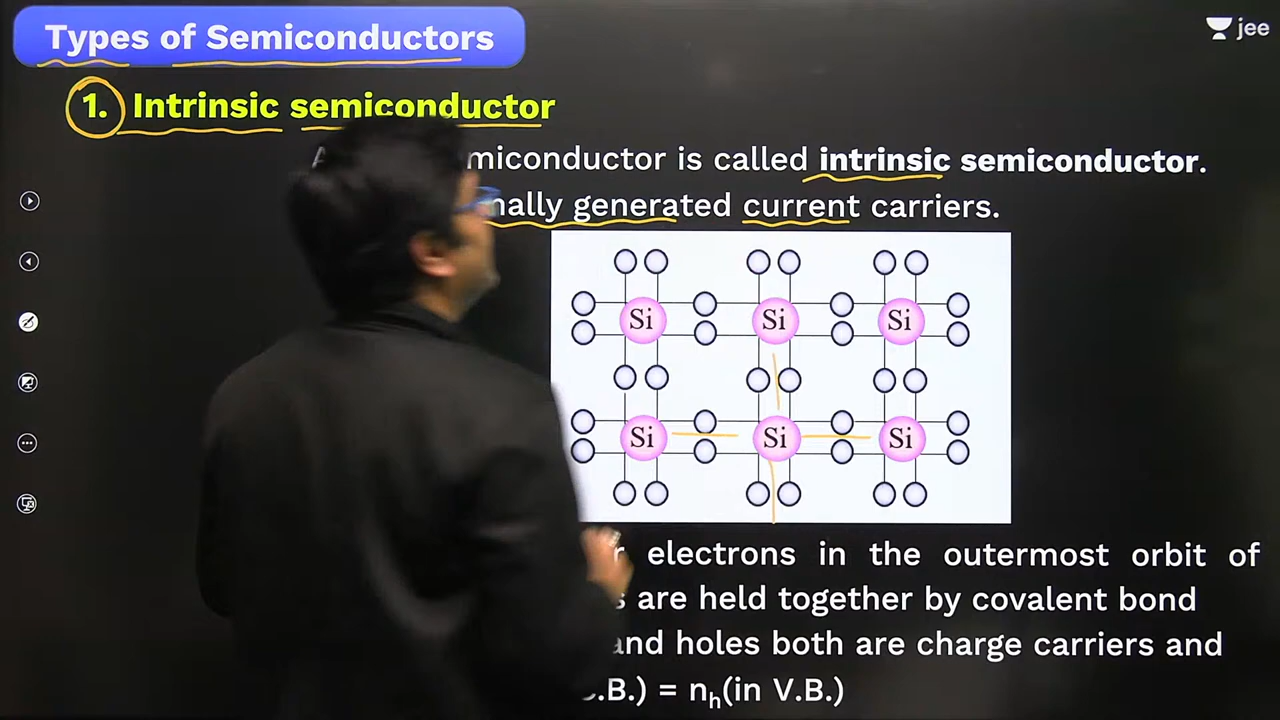 Types of Semiconductors
jee
1. Intrinsic semiconductor
is called intrinsic semiconductor.
generated current carriers.
Si Si Si
Si Si Si
electrons in the outermost orbit of
are held together by covalent bond
and holes both are charge carriers and
= nₕ(in V.B.)